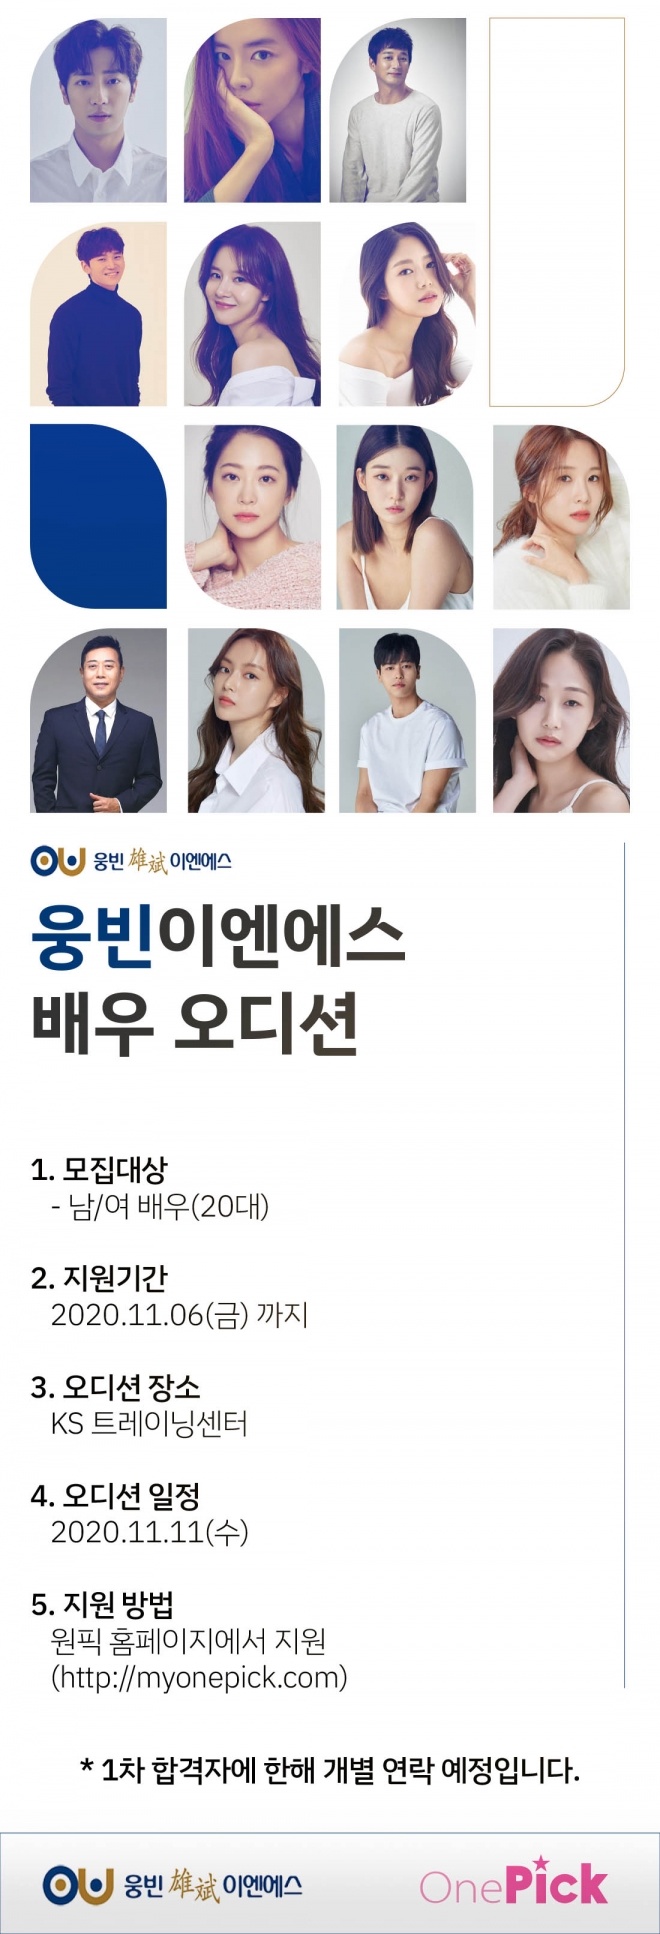 웅빈 雄斌 이엔에스
웅빈이엔에스
배우 오디션
1. 모집대상
- 남/여 배우(20대)
2. 지원기간
2020.11.06(금) 까지
3. 오디션 장소
KS 트레이닝센터
4. 오디션 일정
2020.11.11(수)
5. 지원 방법
원픽 홈페이지에서 지원
(http://myonepick.com)
* 1차 합격자에 한해 개별 연락 예정입니다.
웅빈 雄斌 이엔에스
OnePick